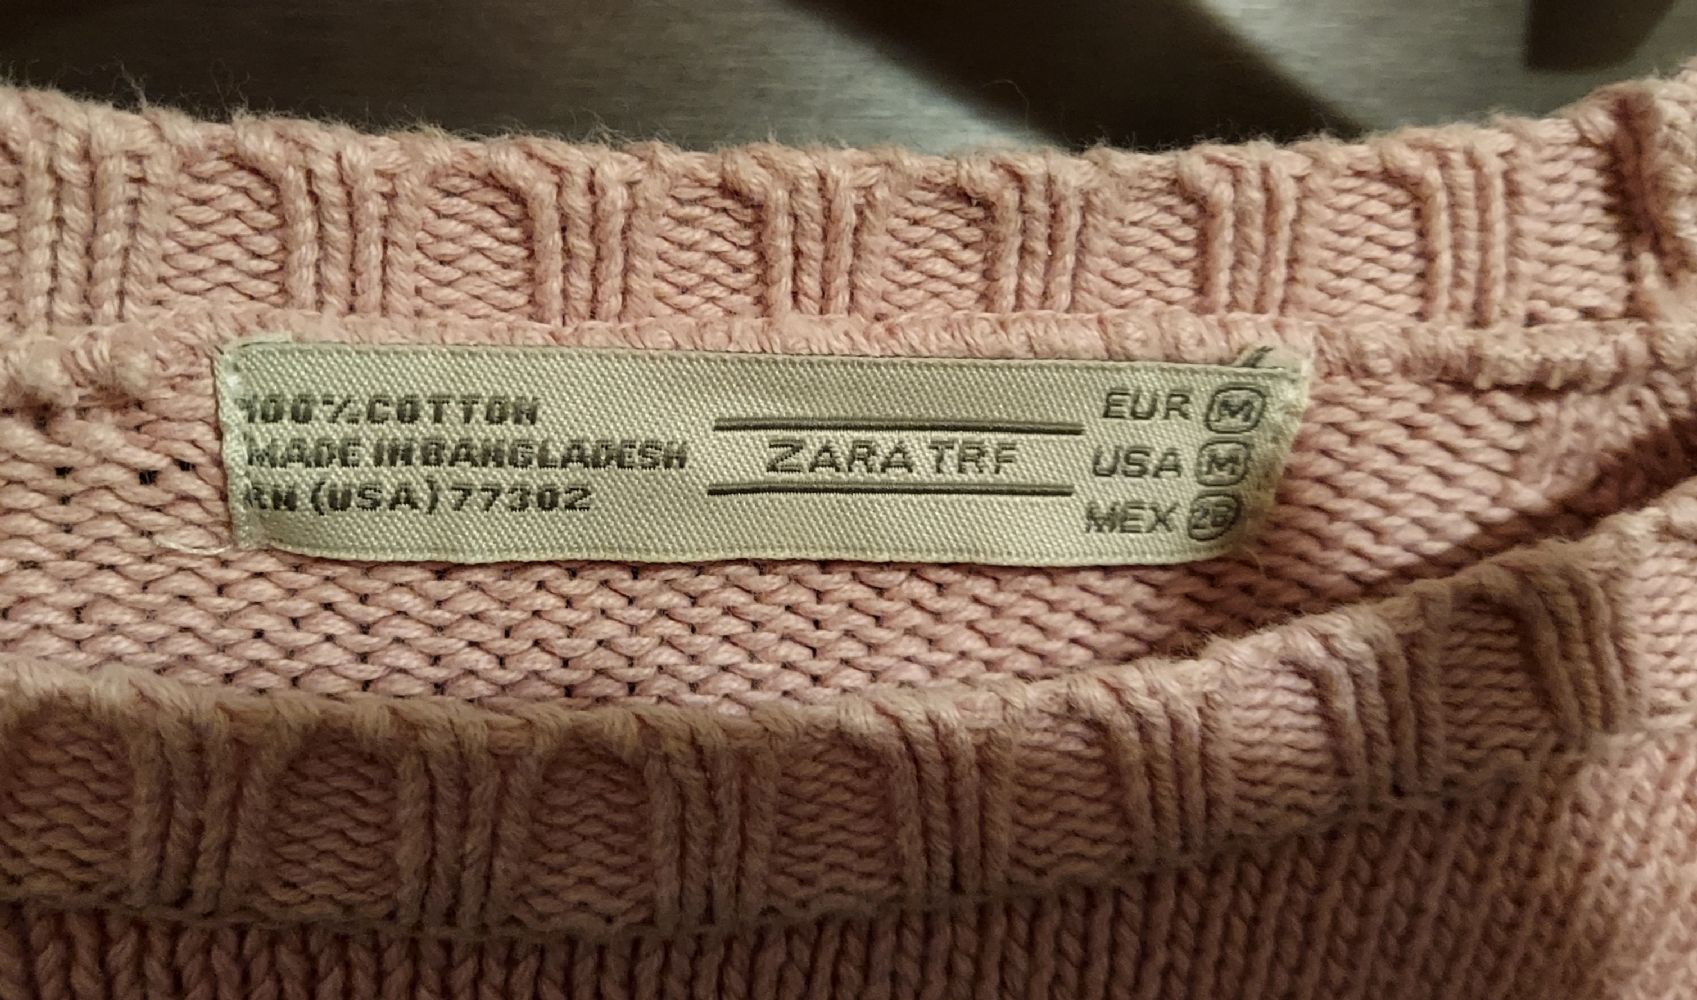 100% COTTON
MADE IN BANGLADESH
RN (USA) 77302
ZARA TRF
EUR M
USA M
MEX 28